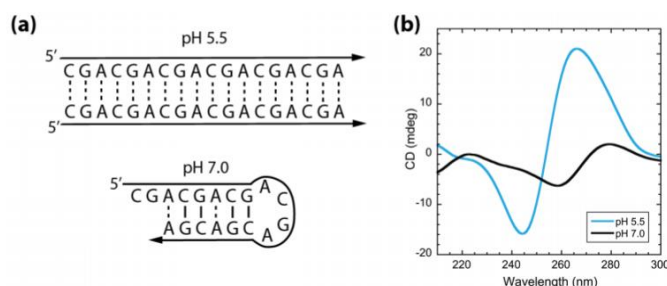 (a)
pH 5.5
5′
CGACGACGACGACGACGA
CGACGACGACGACGACGA
5′
pH 7.0
5′
CGACGACG
A
C
G
A
AGCAGC
(b)
20
10
0
-10
-20
CD (mdeg)
pH 5.5
pH 7.0
220 240 260 280 300
Wavelength (nm)